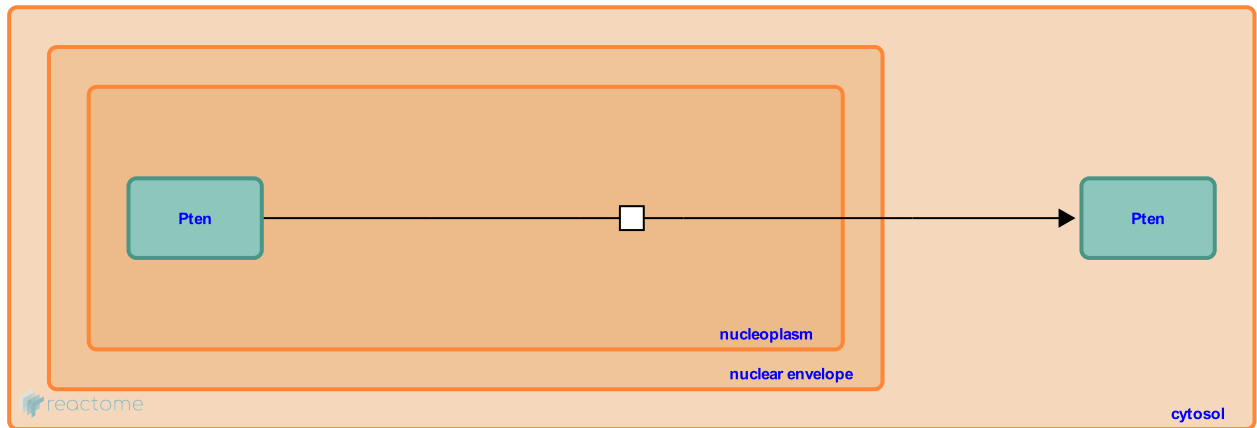 Pten
Pten
nucleoplasm
nuclear envelope
reactome
cytosol